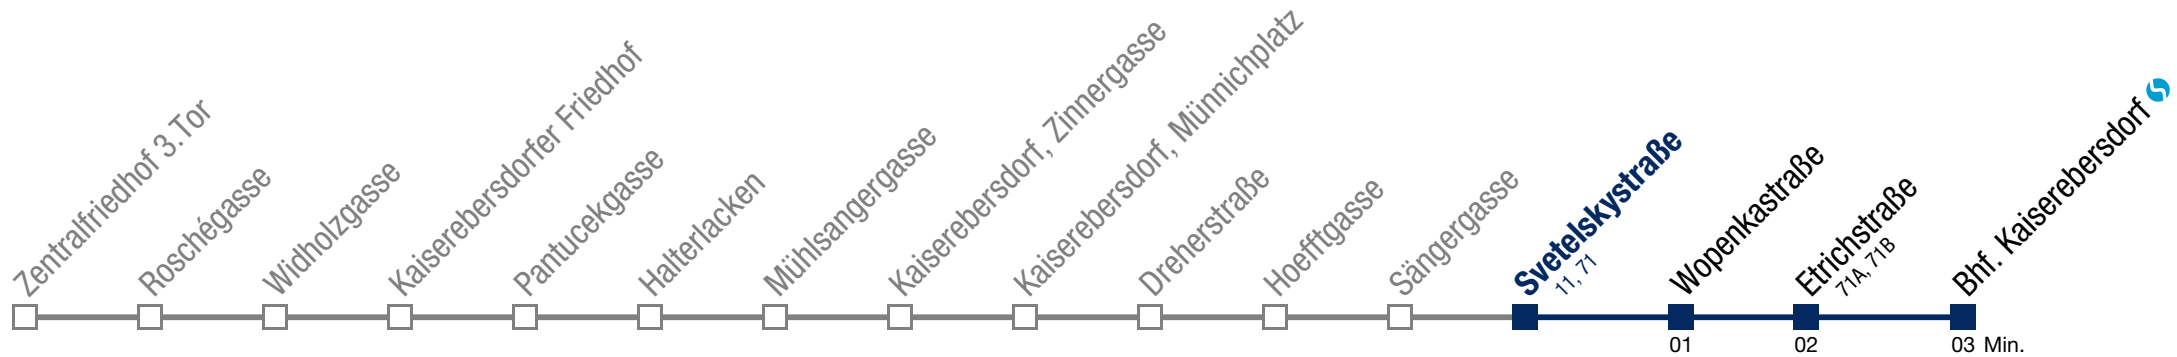 Zentralfriedhof 3.Tor
Roschégasse
Widholzgasse
Kaiserebersdorfer Friedhof
Pantucekgasse
Halterlacken
Mühlsangergasse
Kaiserebersdorf, Zinnergasse
Kaiserebersdorf, Münnichplatz
Dreherstraße
Hoefftgasse
Sängergasse
Svetelskystraße
11, 71
Wopenkastraße
Etrichstraße
71A, 71B
Bhf. Kaiserebersdorf
01 02 03 Min.